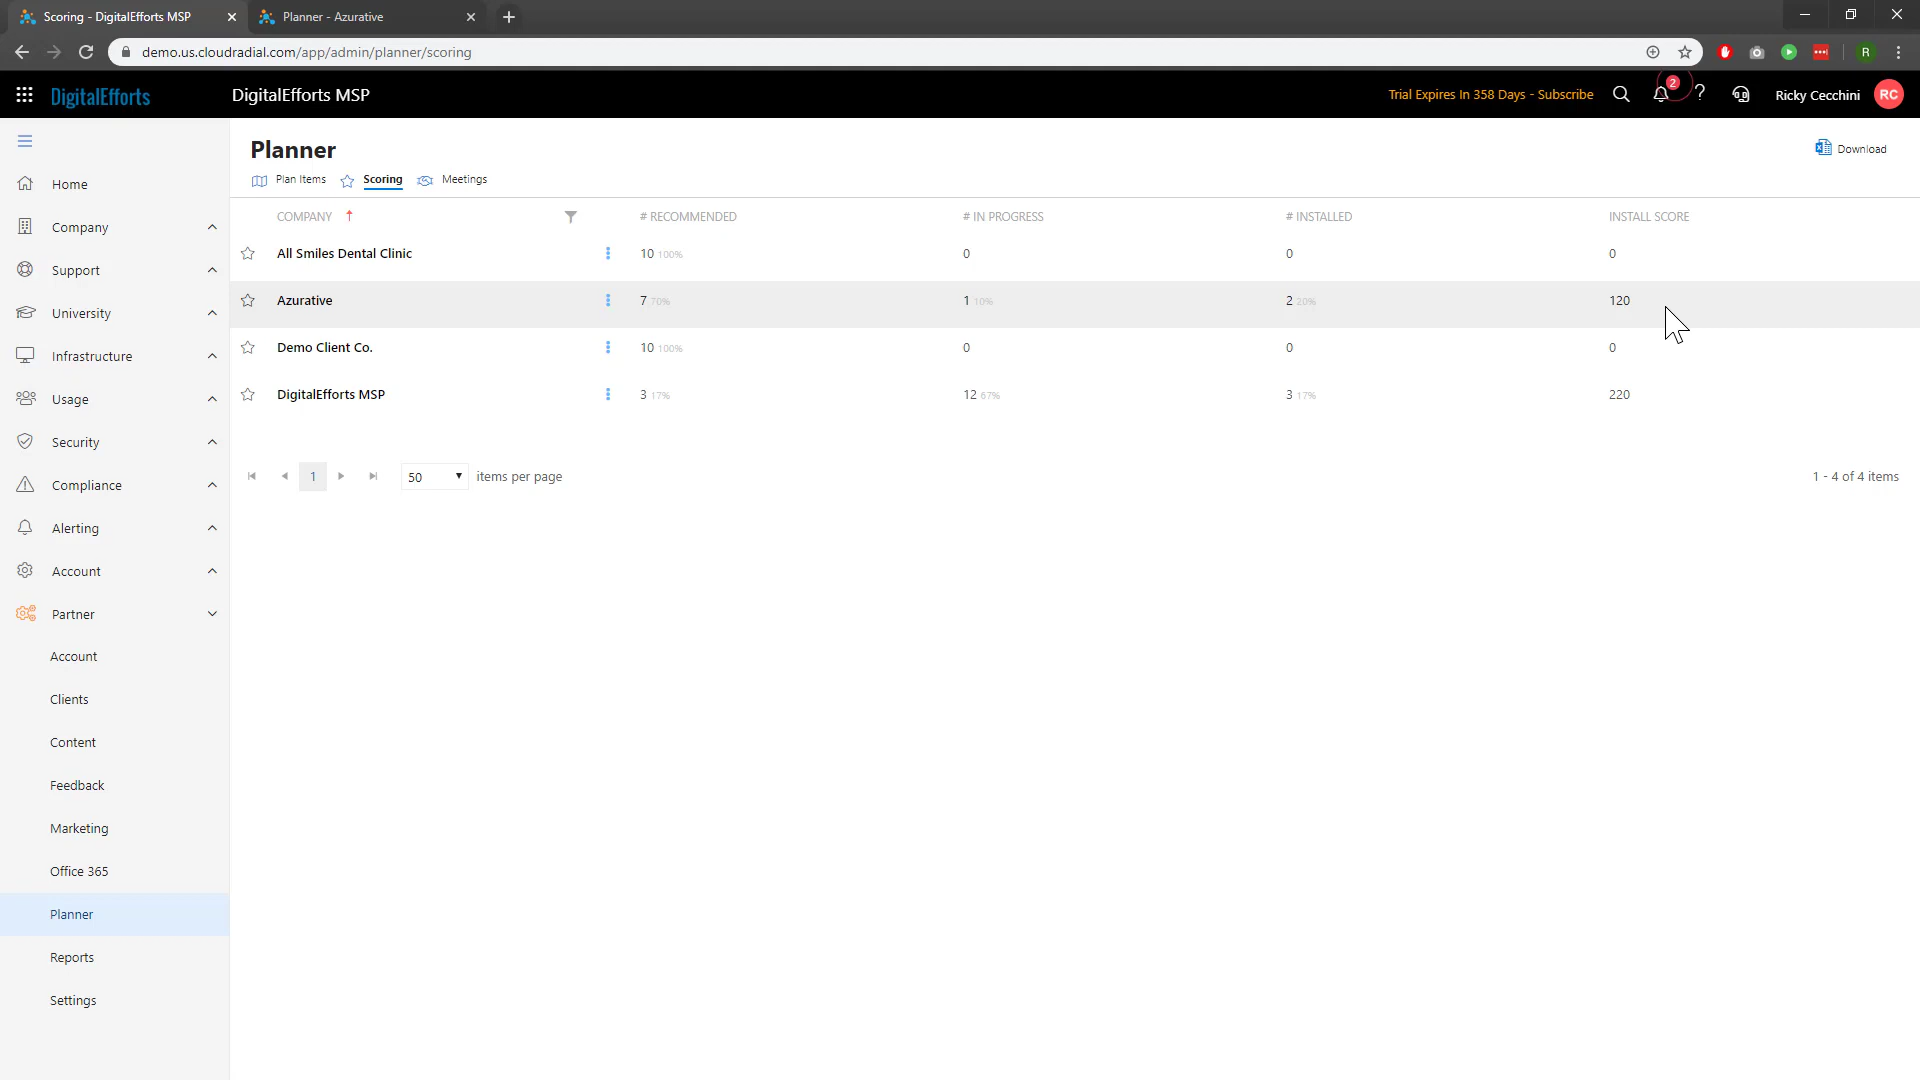 Scoring - DigitalEfforts MSP
Planner - Azurative
demo.us.cloudradial.com/app/admin/planner/scoring
R
DigitalEfforts
DigitalEfforts MSP
Trial Expires In 358 Days - Subscribe
2
?
Ricky Cecchini
RC
Home
Company
Support
University
Infrastructure
Usage
Security
Compliance
Alerting
Account
Partner
Account
Clients
Content
Feedback
Marketing
Office 365
Planner
Reports
Settings
Planner
Download
Plan Items
Scoring
Meetings
COMPANY # RECOMMENDED # IN PROGRESS # INSTALLED INSTALL SCORE
All Smiles Dental Clinic 10 100% 0 0 0
Azurative 7 70% 1 10% 2 20% 120
Demo Client Co. 10 100% 0 0 0
DigitalEfforts MSP 3 17% 12 67% 3 17% 220
1 50 items per page 1 - 4 of 4 items